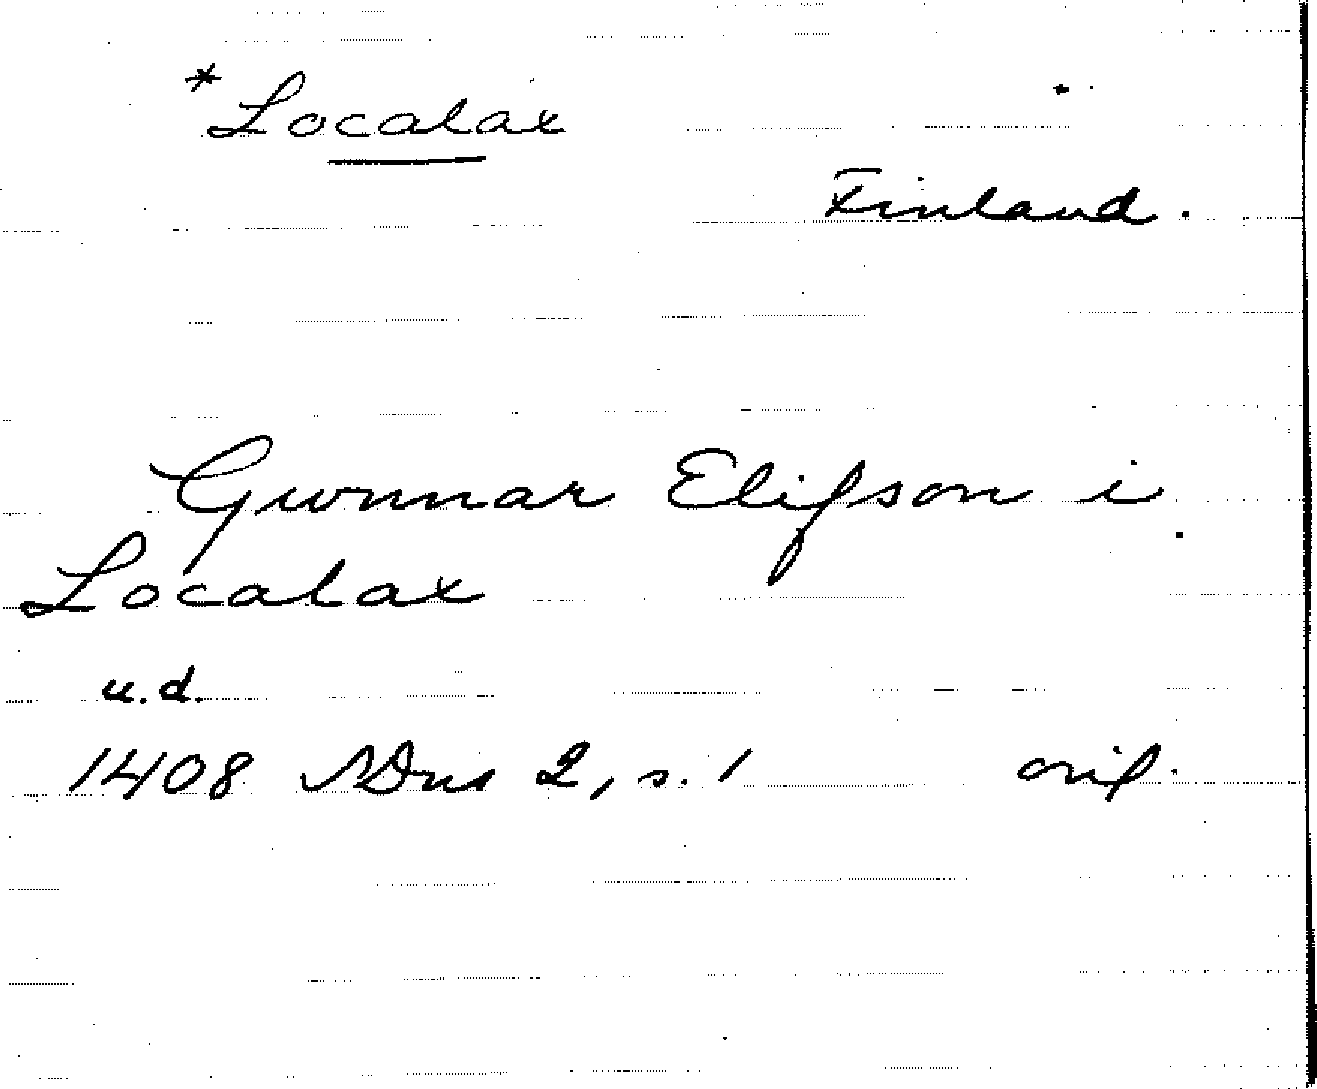 * Localax
Finland.
Gunnar Elifson i
Localax
u.d.
1408 SDns 2, s. 1 orig.